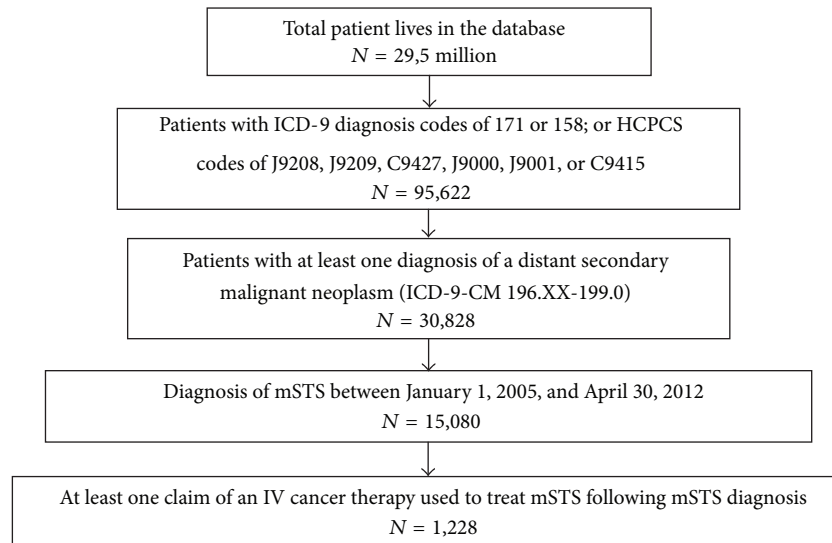 Total patient lives in the database
N = 29,5 million
Patients with ICD-9 diagnosis codes of 171 or 158; or HCPCS
codes of J9208, J9209, C9427, J9000, J9001, or C9415
N = 95,622
Patients with at least one diagnosis of a distant secondary
malignant neoplasm (ICD-9-CM 196.XX-199.0)
N = 30,828
Diagnosis of mSTS between January 1, 2005, and April 30, 2012
N = 15,080
At least one claim of an IV cancer therapy used to treat mSTS following mSTS diagnosis
N = 1,228